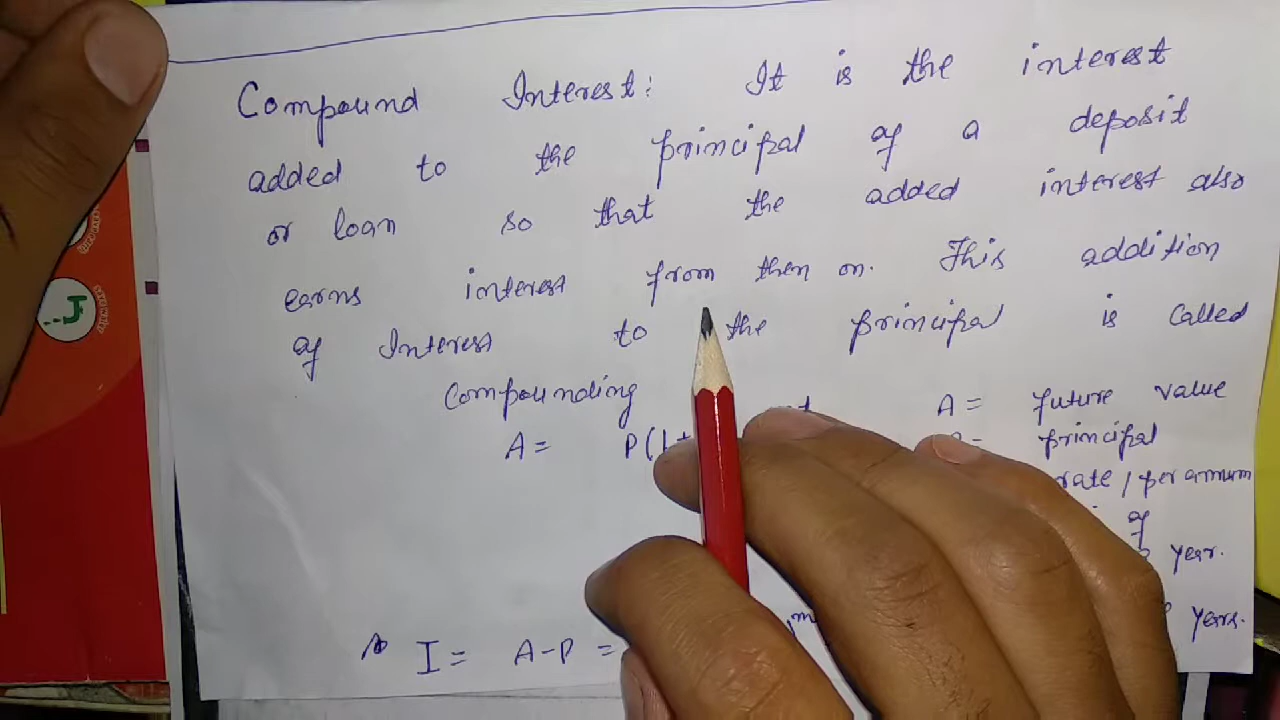 Compound Interest: It is the interest
added to the principal of a deposit
or loan so that the added interest also
earns interest from then on. This addition
of Interest to the principal is called
Compounding
A = future value
A = P(1+
principal
rate / per annum
of
year.
years.
I = A-P =